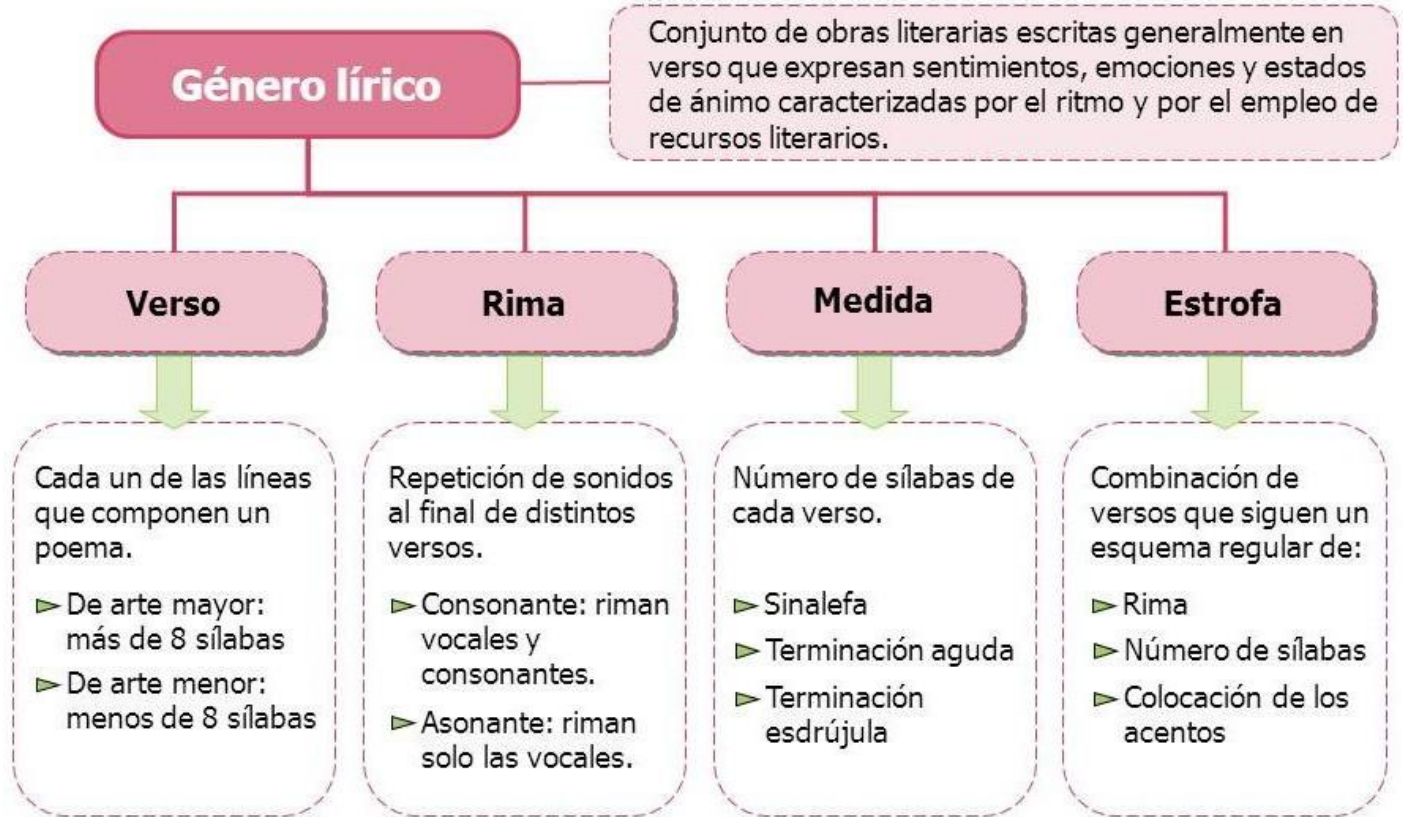 Género lírico
Conjunto de obras literarias escritas generalmente en
verso que expresan sentimientos, emociones y estados
de ánimo caracterizadas por el ritmo y por el empleo de
recursos literarios.
Verso
Cada un de las líneas
que componen un
poema.
De arte mayor:
más de 8 sílabas
De arte menor:
menos de 8 sílabas
Rima
Repetición de sonidos
al final de distintos
versos.
Consonante: riman
vocales y
consonantes.
Asonante: riman
solo las vocales.
Medida
Número de sílabas de
cada verso.
Sinalefa
Terminación aguda
Terminación
esdrújula
Estrofa
Combinación de
versos que siguen un
esquema regular de:
Rima
Número de sílabas
Colocación de los
acentos